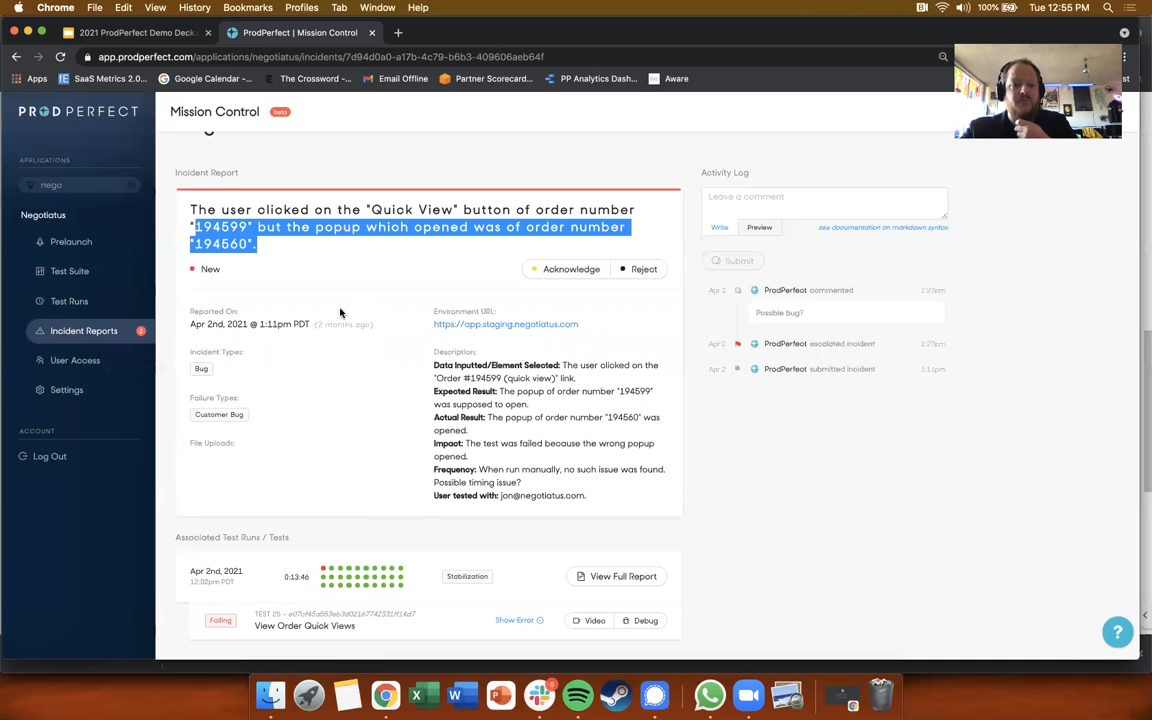 Chrome File Edit View History Bookmarks Profiles Tab Window Help
100% Tue 12:55 PM
2021 ProdPerfect Demo Deck
ProdPerfect | Mission Control
app.prodperfect.com/applications/negotiatus/incidents/7d94d0a0-a17b-4c79-b6b3-409606aeb64f
Apps SaaS Metrics 2.0... Google Calendar -... The Crossword -... Email Offline Partner Scorecard... PP Analytics Dash... Aware
PRODPERFECT
Mission Control beta
APPLICATIONS
nego
Negotiatus
Prelaunch
Test Suite
Test Runs
Incident Reports 2
User Access
Settings
ACCOUNT
Log Out
Incident Report
The user clicked on the "Quick View" button of order number
"194599" but the popup which opened was of order number
"194560".
New
Acknowledge
Reject
Reported On:
Apr 2nd, 2021 @ 1:11pm PDT (2 months ago)
Incident Types:
Bug
Failure Types:
Customer Bug
File Uploads:
Environment URL:
https://app.staging.negotiatus.com
Description:
Data Inputted/Element Selected: The user clicked on the
"Order #194599 (quick view)" link.
Expected Result: The popup of order number "194599"
was supposed to open.
Actual Result: The popup of order number "194560" was
opened.
Impact: The test was failed because the wrong popup
opened.
Frequency: When run manually, no such issue was found.
Possible timing issue?
User tested with: jon@negotiatus.com.
Activity Log
Leave a comment
Write
Preview
see documentation on markdown syntax
Submit
Apr 2 ProdPerfect commented 1:27pm
Possible bug?
Apr 2 ProdPerfect escalated incident 1:27pm
Apr 2 ProdPerfect submitted incident 1:11pm
Associated Test Runs / Tests
Apr 2nd, 2021
12:02pm PDT
0:13:46
Stabilization
View Full Report
Failing
TEST 25 -
View Order Quick Views
Show Error
Video
Debug
?
6